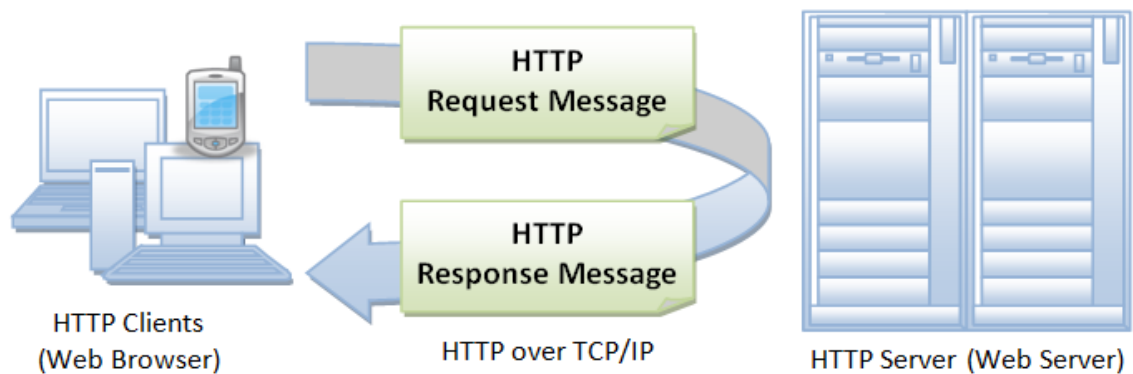 HTTP
Request Message
HTTP
Response Message
HTTP Clients
(Web Browser)
HTTP over TCP/IP
HTTP Server (Web Server)